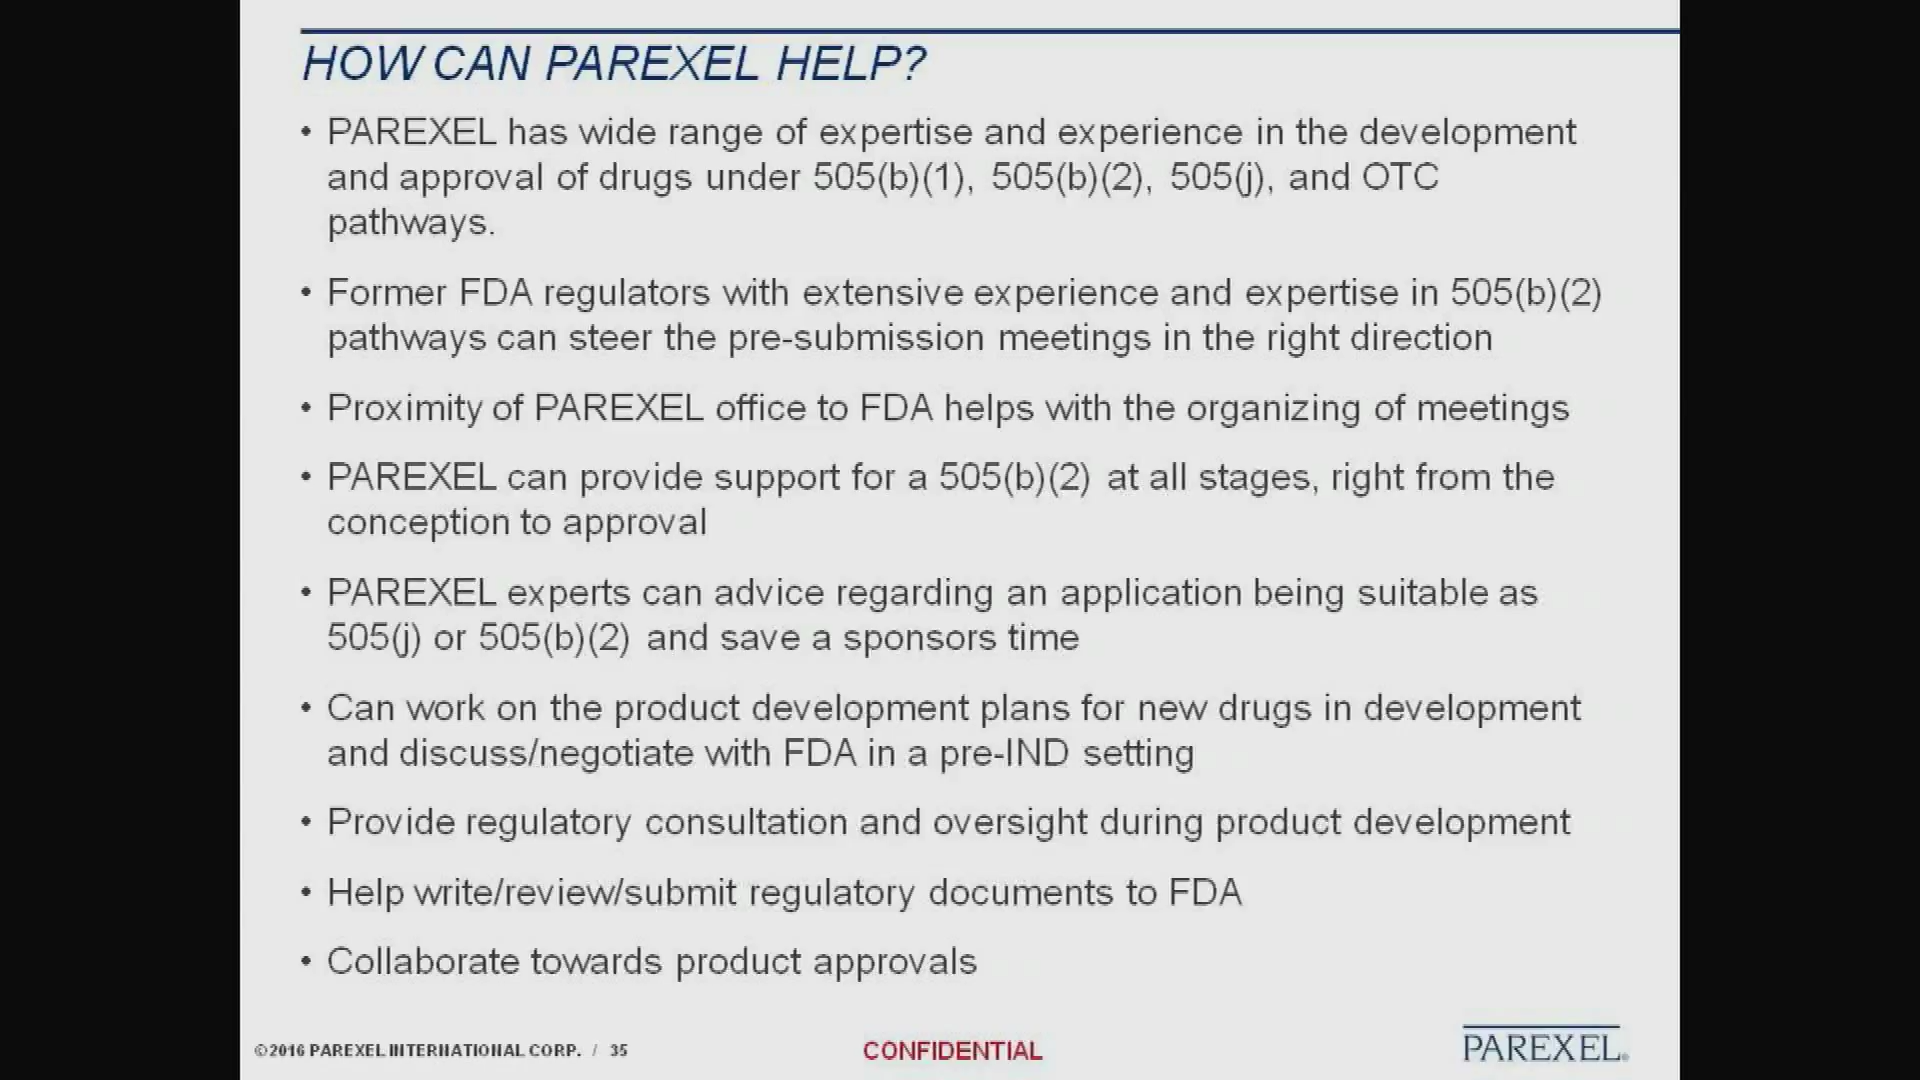 HOW CAN PAREXEL HELP?
• PAREXEL has wide range of expertise and experience in the development
and approval of drugs under 505(b)(1), 505(b)(2), 505(j), and OTC
pathways.
• Former FDA regulators with extensive experience and expertise in 505(b)(2)
pathways can steer the pre-submission meetings in the right direction
• Proximity of PAREXEL office to FDA helps with the organizing of meetings
• PAREXEL can provide support for a 505(b)(2) at all stages, right from the
conception to approval
• PAREXEL experts can advice regarding an application being suitable as
505(j) or 505(b)(2) and save a sponsors time
• Can work on the product development plans for new drugs in development
and discuss/negotiate with FDA in a pre-IND setting
• Provide regulatory consultation and oversight during product development
• Help write/review/submit regulatory documents to FDA
• Collaborate towards product approvals
©2016 PAREXEL INTERNATIONAL CORP. / 35
CONFIDENTIAL
PAREXEL®